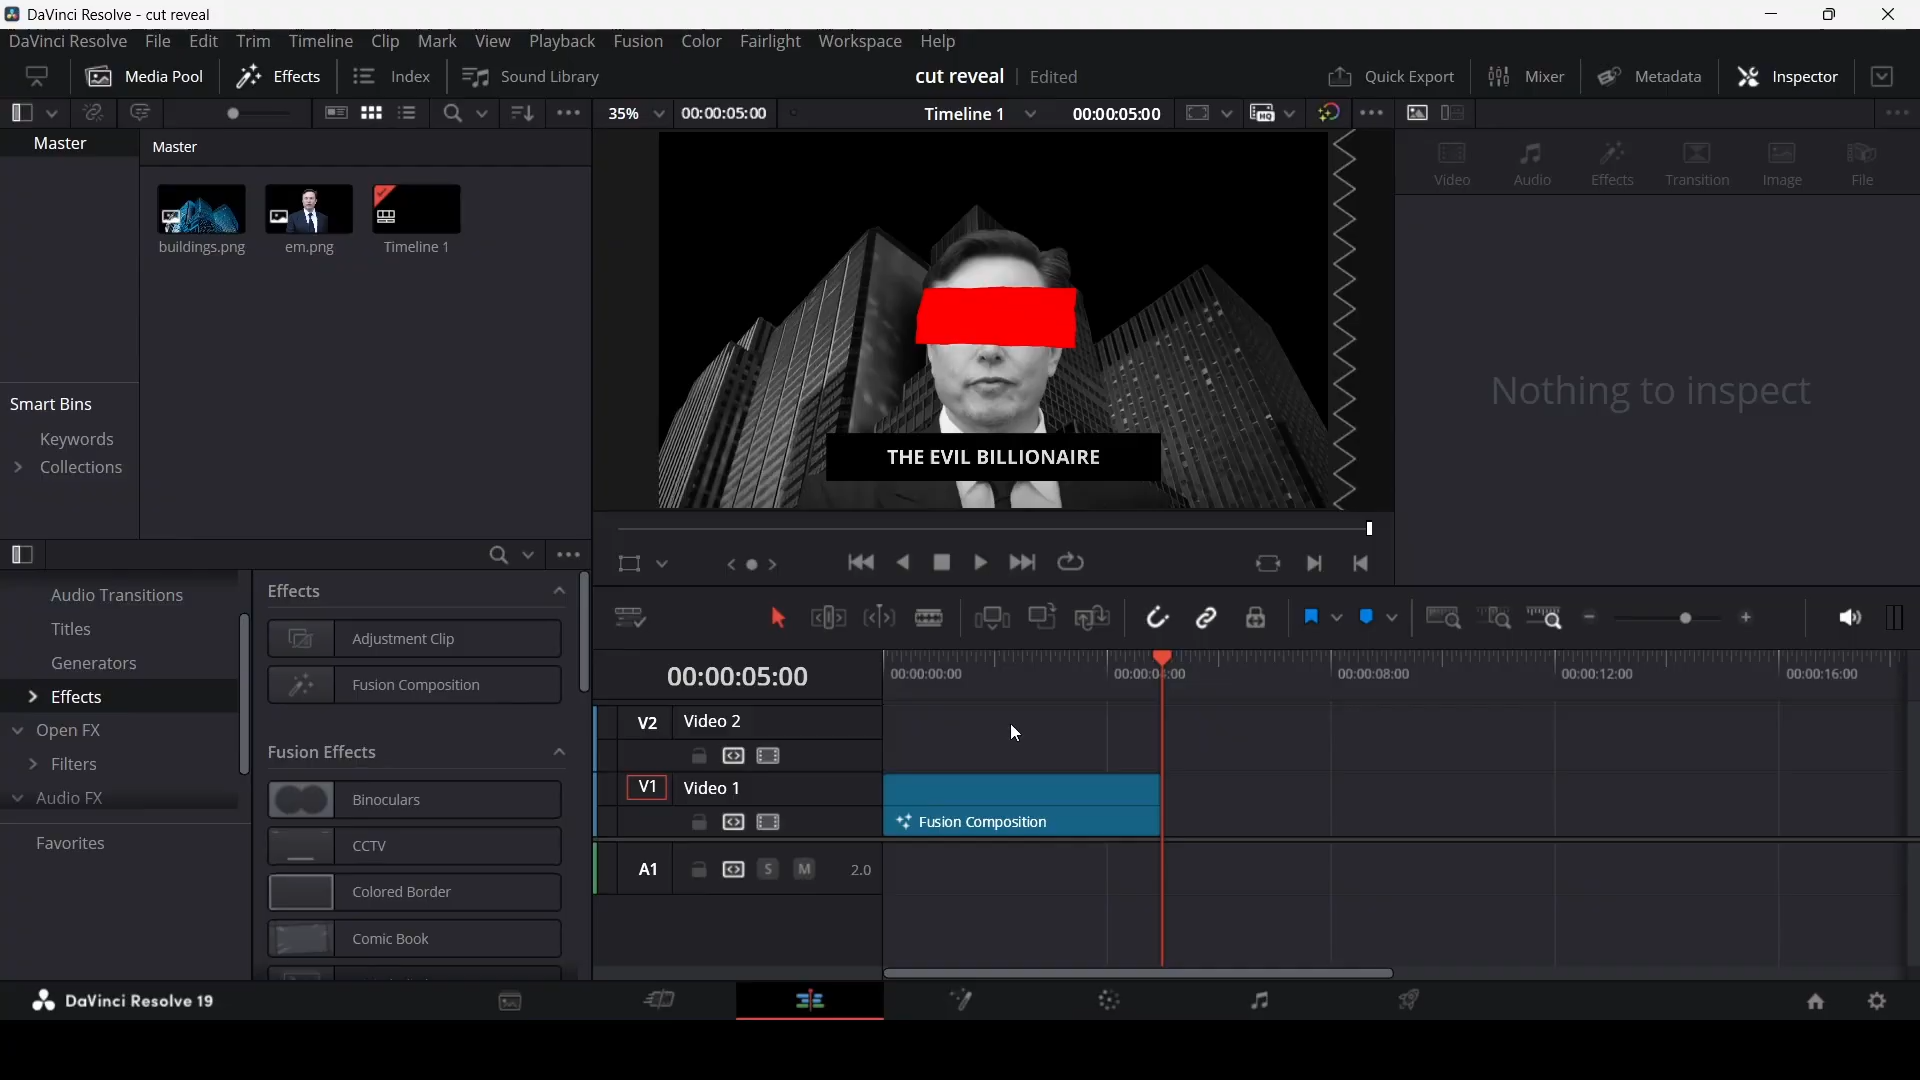 DaVinci Resolve - cut reveal
DaVinci Resolve File Edit Trim Timeline Clip Mark View Playback Fusion Color Fairlight Workspace Help
Media Pool Effects Index Sound Library cut reveal Edited Quick Export Mixer Metadata Inspector
35% 00:00:05:00 Timeline 1 00:00:05:00
Master
Master
Video Audio Effects Transition Image File
buildings.png em.png Timeline 1
Nothing to inspect
Smart Bins
Keywords
Collections
THE EVIL BILLIONAIRE
Audio Transitions
Titles
Generators
Effects
Open FX
Filters
Audio FX
Favorites
Effects
Adjustment Clip
Fusion Composition
Fusion Effects
Binoculars
CCTV
Colored Border
Comic Book
00:00:05:00
00:00:00:00 00:00:04:00 00:00:08:00 00:00:12:00 00:00:16:00
V2 Video 2
V1 Video 1
Fusion Composition
A1 S M 2.0
DaVinci Resolve 19